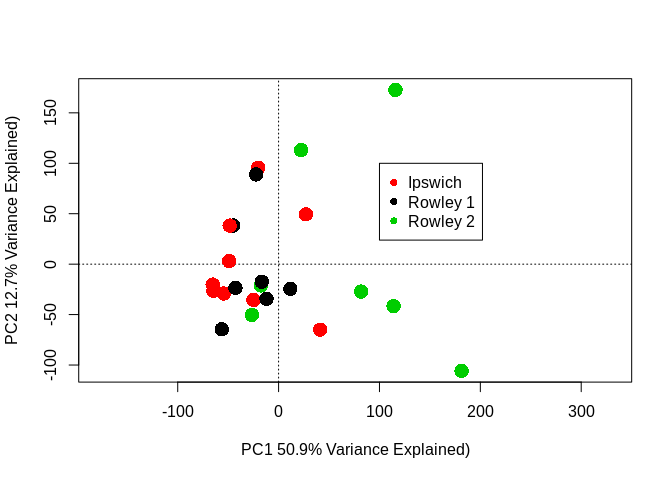 PC2 12.7% Variance Explained)
150
100
50
0
-50
-100
Ipswich
Rowley 1
Rowley 2
-100 0 100 200 300
PC1 50.9% Variance Explained)